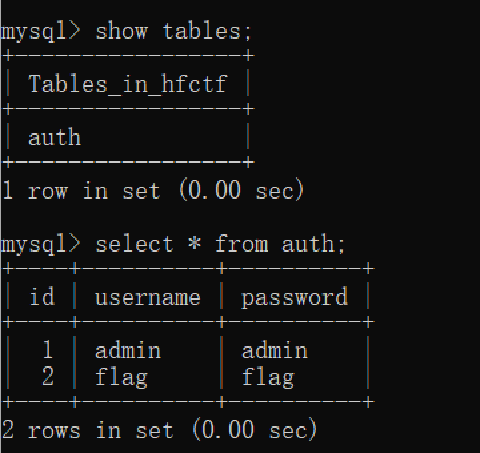 mysql> show tables;
+-----------------+
| Tables_in_hfctf |
+-----------------+
| auth            |
+-----------------+
1 row in set (0.00 sec)
mysql> select * from auth;
+----+----------+----------+
| id | username | password |
+----+----------+----------+
|  1 | admin    | admin    |
|  2 | flag     | flag     |
+----+----------+----------+
2 rows in set (0.00 sec)